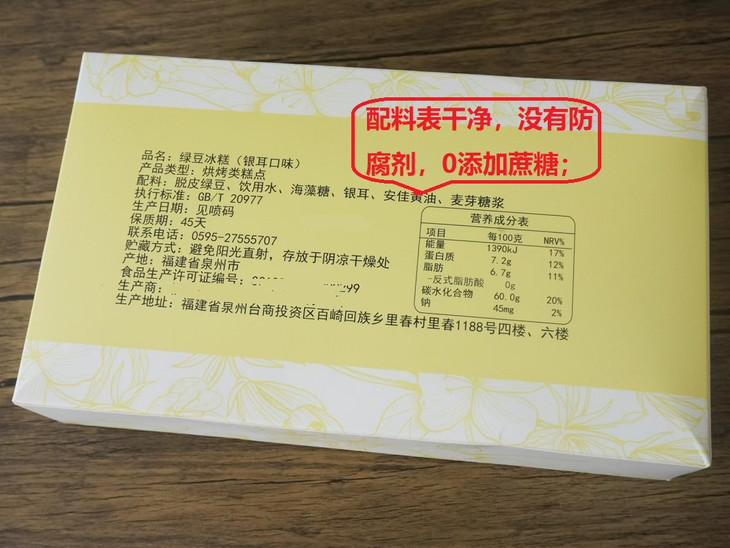 配料表干净，没有防
腐剂，0添加蔗糖；
品名：绿豆冰糕（银耳口味）
产品类型：烘烤类糕点
配料：脱皮绿豆、饮用水、海藻糖、银耳、安佳黄油、麦芽糖浆
执行标准：GB/T 20977
生产日期：见喷码
保质期：45天
联系电话：0595-27555707
贮藏方式：避免阳光直射，存放于阴凉干燥处
产地：福建省泉州市
食品生产许可证编号：
生产商：
生产地址：福建省泉州台商投资区百崎回族乡里春村里春1188号四楼、六楼
营养成分表
项目 每100克 NRV%
能量 1390kJ 17%
蛋白质 7.2g 12%
脂肪 6.7g 11%
-反式脂肪酸 0g
碳水化合物 60.0g 20%
钠 45mg 2%